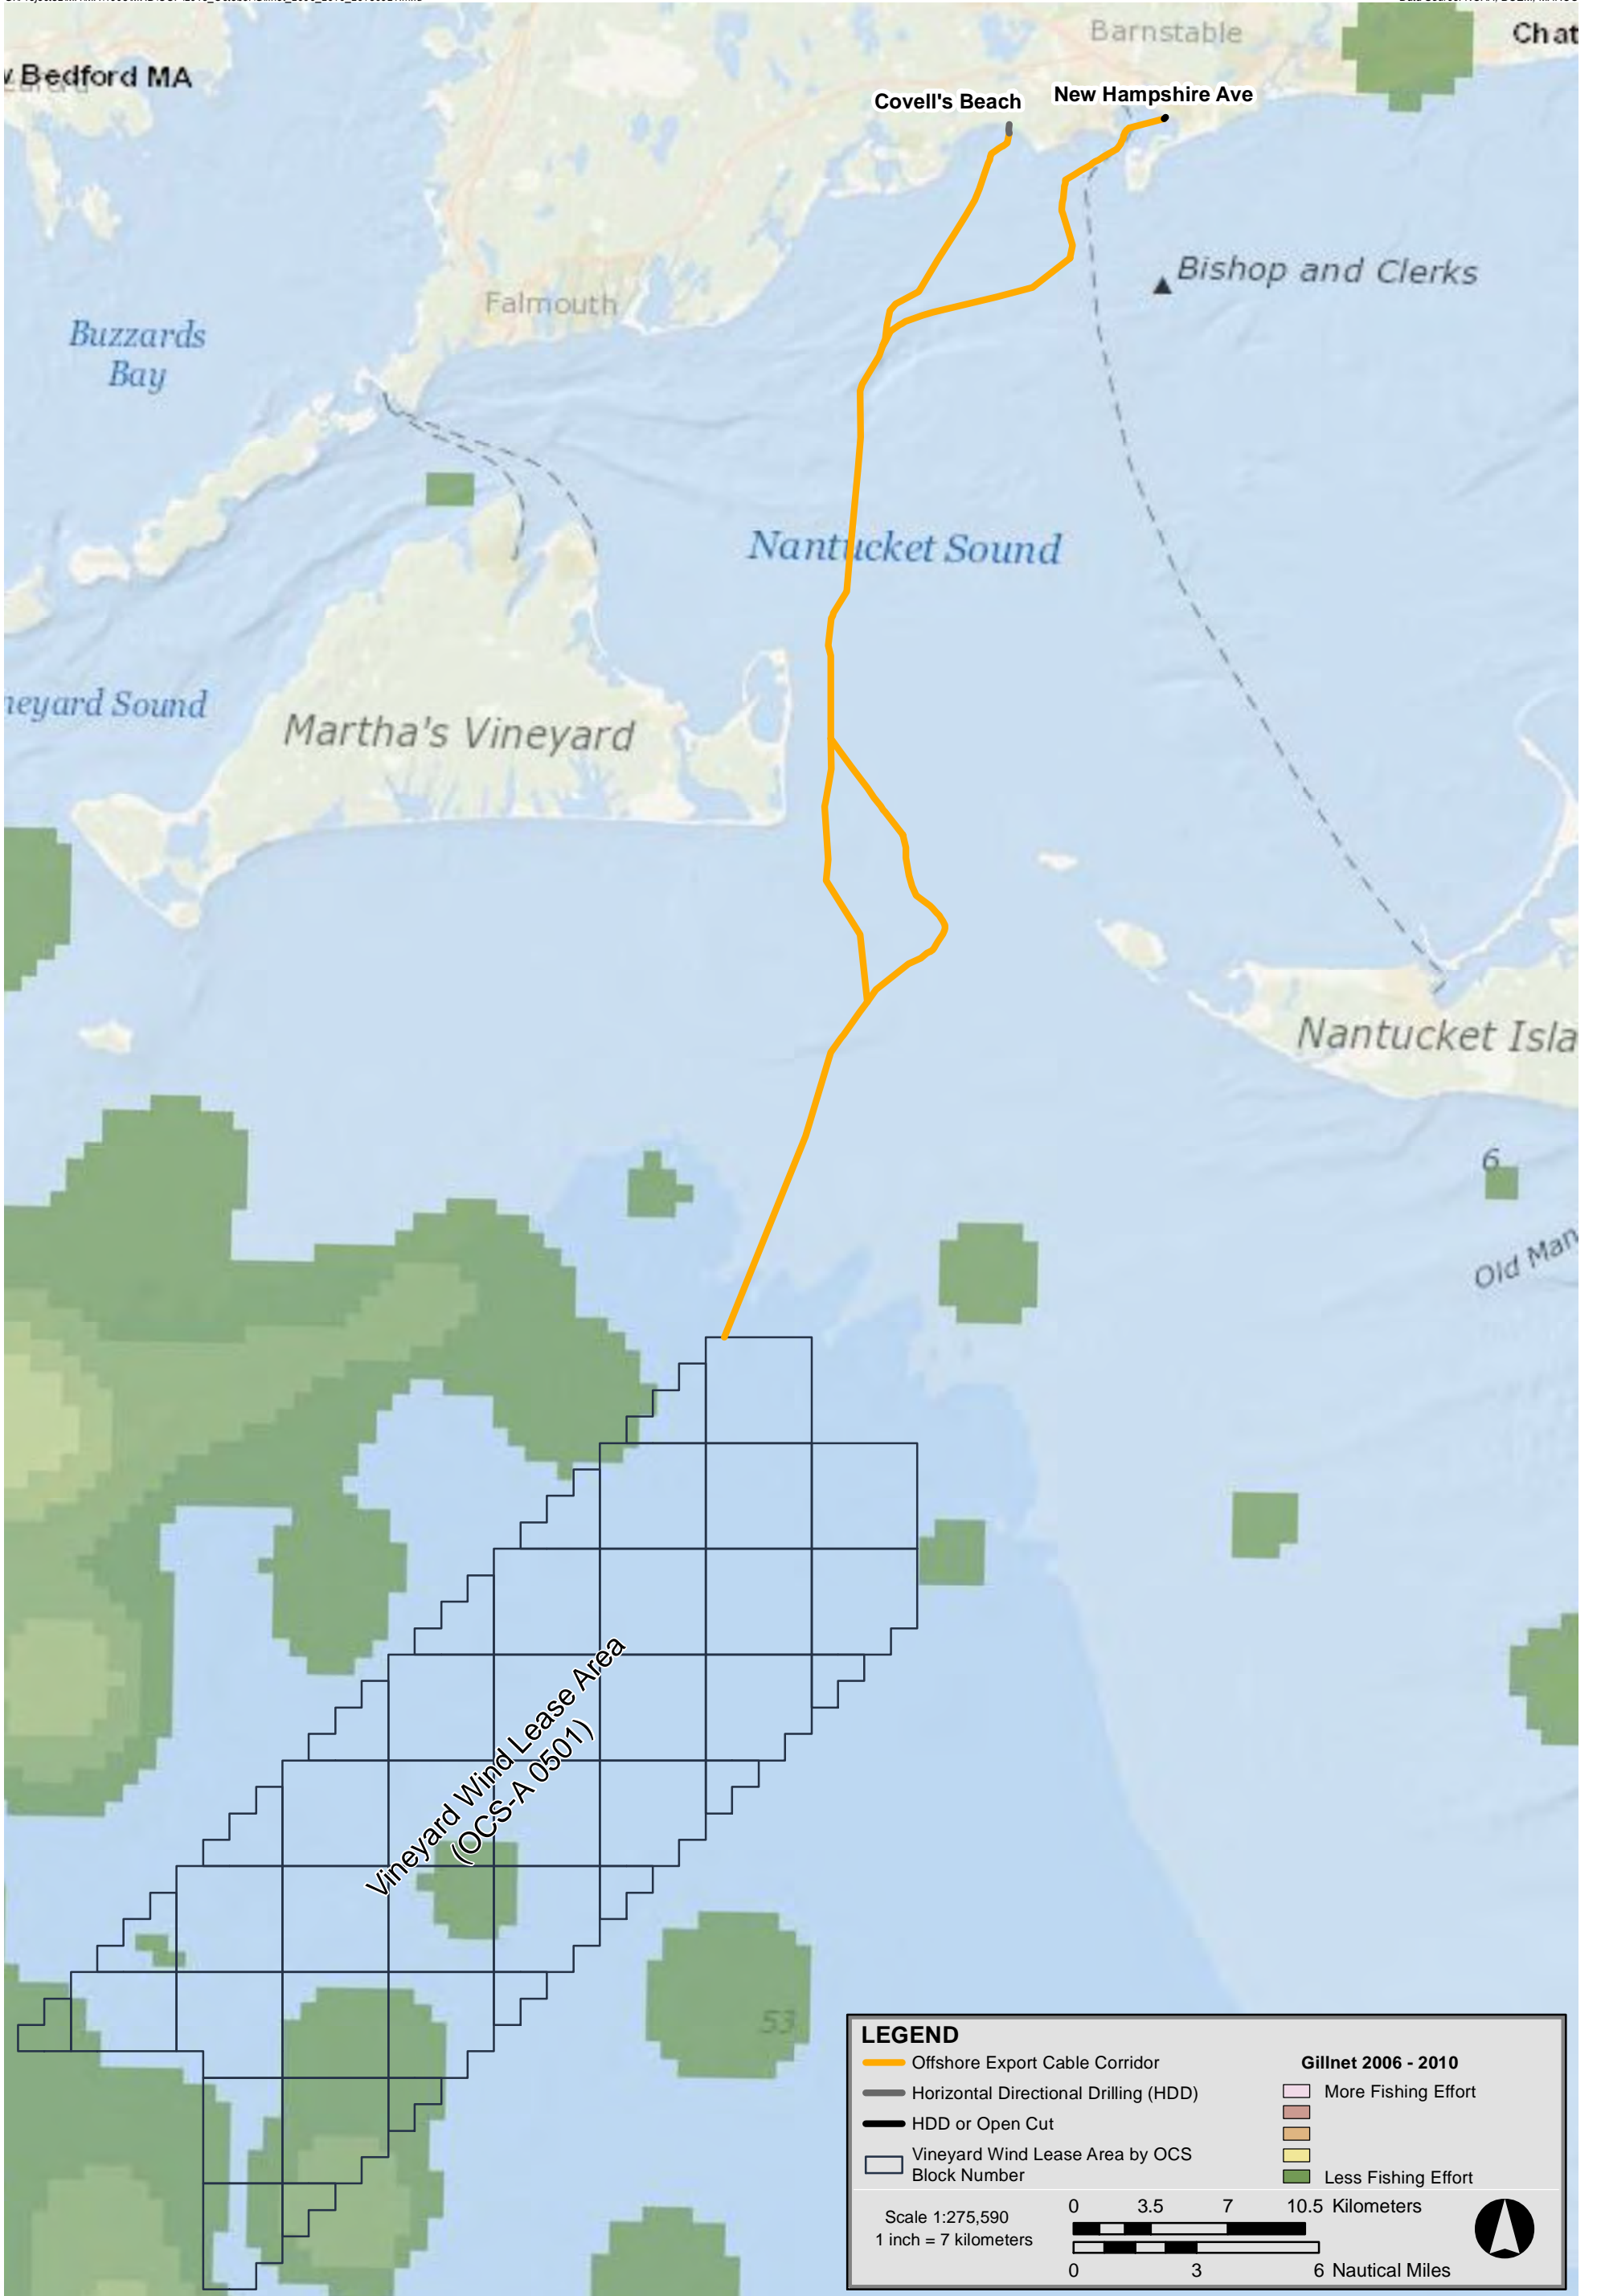 Barnstable
Chat
v Bedford MA
Covell's Beach
New Hampshire Ave
Bishop and Clerks
Falmouth
Buzzards
Bay
Nantucket Sound
neyard Sound
Martha's Vineyard
Nantucket Isla
6
Old Man
Vineyard Wind Lease Area
(OCS-A 0501)
53
LEGEND
Offshore Export Cable Corridor
Horizontal Directional Drilling (HDD)
HDD or Open Cut
Vineyard Wind Lease Area by OCS
Block Number
Gillnet 2006 - 2010
More Fishing Effort
Less Fishing Effort
Scale 1:275,590
1 inch = 7 kilometers
0 3.5 7 10.5 Kilometers
0 3 6 Nautical Miles